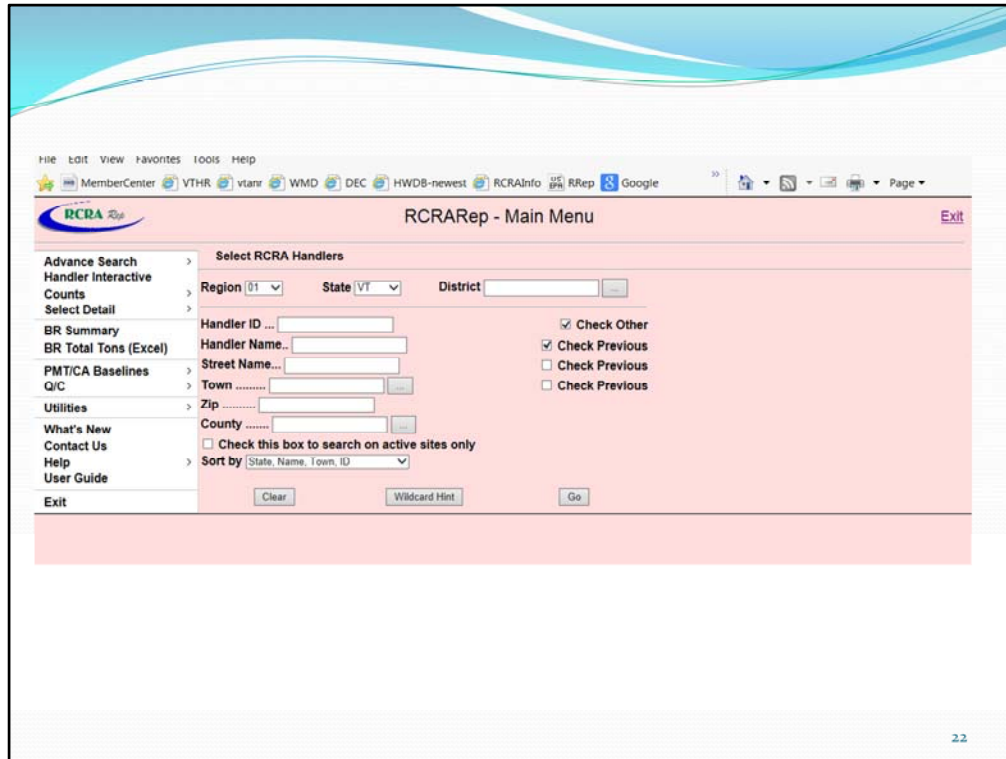 File Edit View Favorites Tools Help
MemberCenter VTHR vtanr WMD DEC HWDB-newest RCRAInfo US EPA RRep 8 Google » Page
RCRA Rep RCRARep - Main Menu Exit
Advance Search >
Handler Interactive
Counts >
Select Detail >
BR Summary
BR Total Tons (Excel)
PMT/CA Baselines >
Q/C >
Utilities >
What's New
Contact Us
Help >
User Guide
Exit
Select RCRA Handlers
Region 01 State VT District ...
Handler ID ... Check Other
Handler Name.. Check Previous
Street Name... Check Previous
Town ......... ... Check Previous
Zip ..........
County ....... ...
Check this box to search on active sites only
Sort by State, Name, Town, ID
Clear Wildcard Hint Go
22